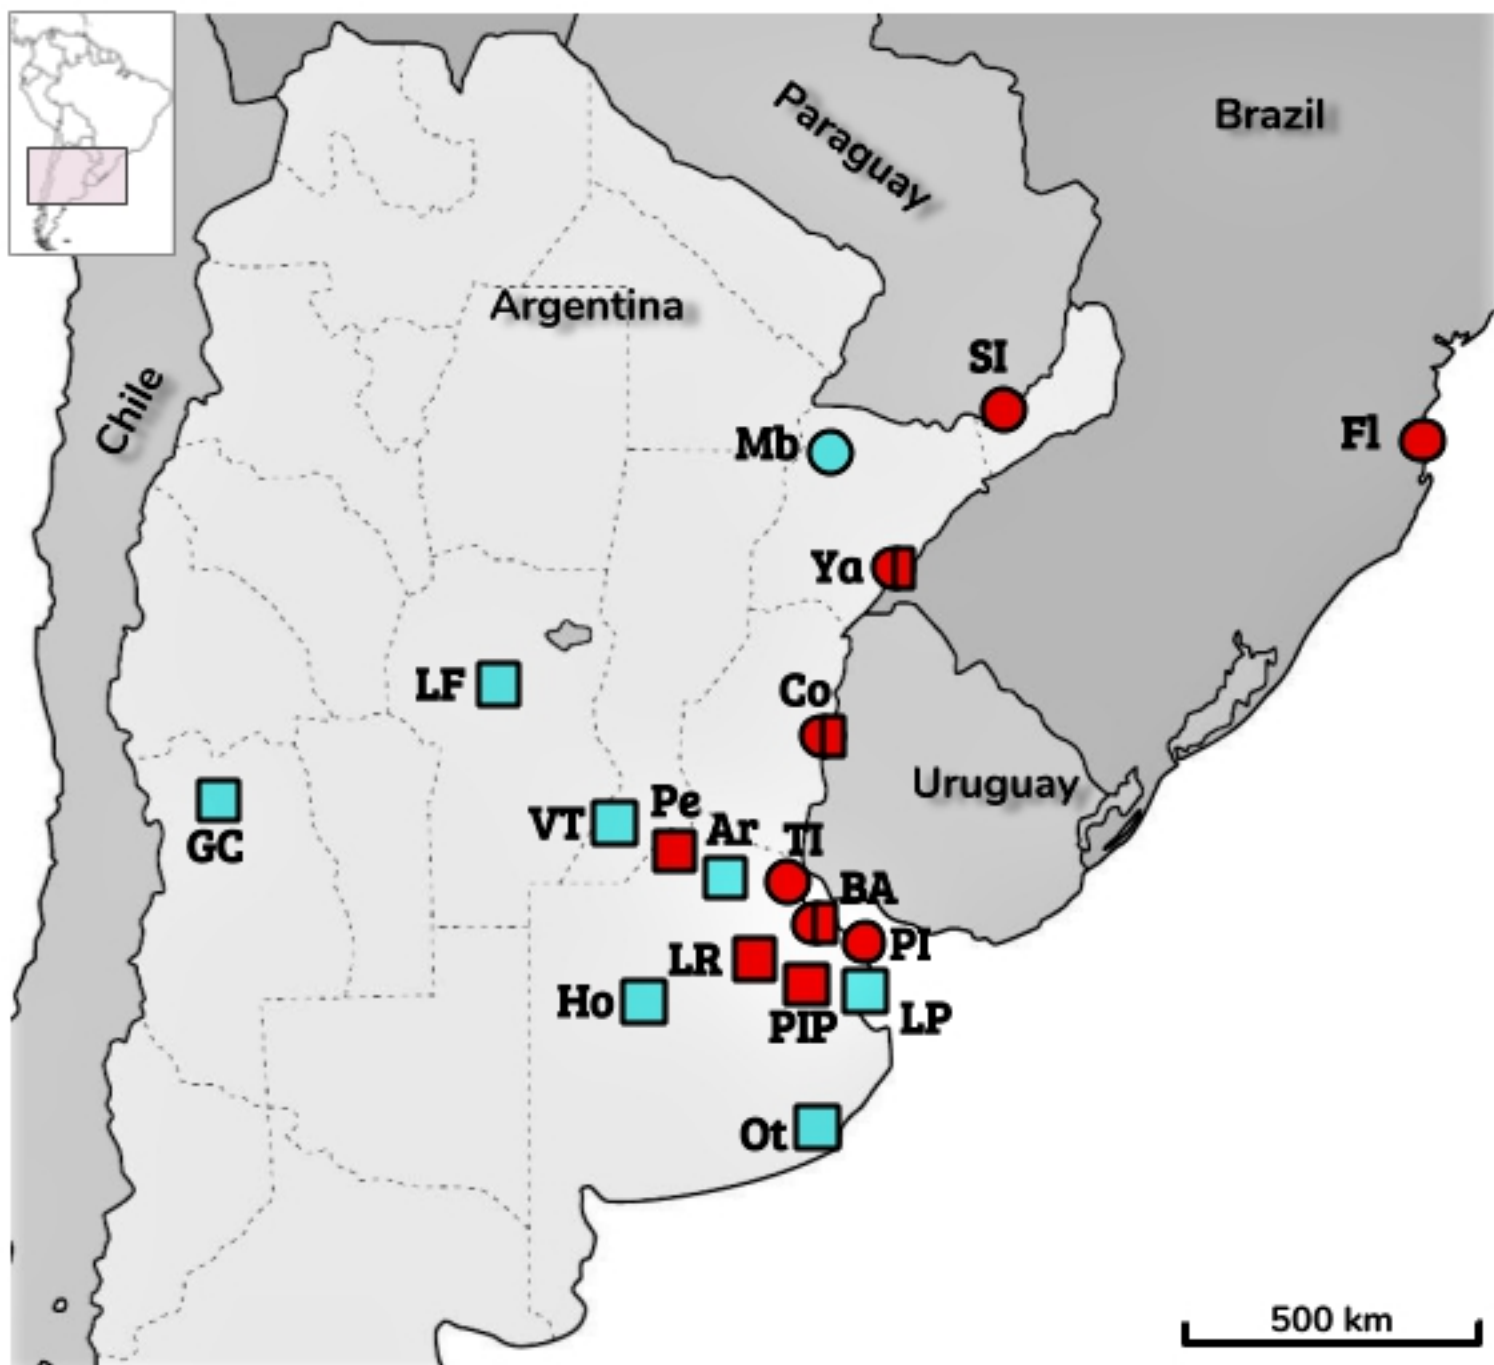 Brazil
Paraguay
Argentina
SI
Chile
Fl
Mb
Ya
LF
Co
Uruguay
GC
VT
Pe
Ar
TI
BA
PI
LR
Ho
PIP
LP
Ot
500 km